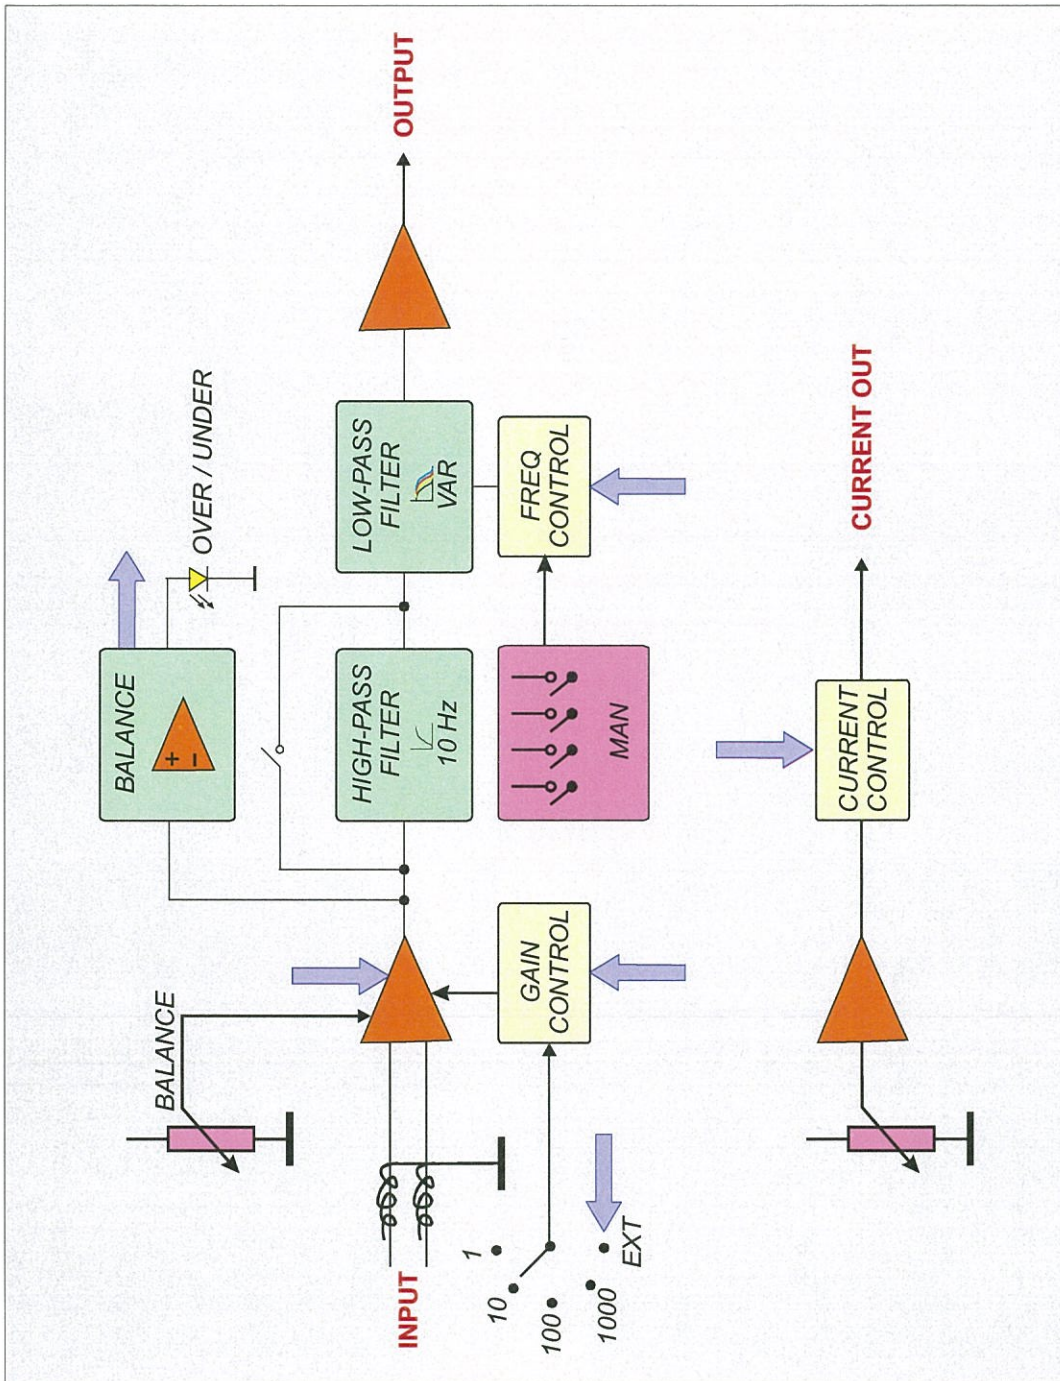 BALANCE
BALANCE
+
−
OVER / UNDER
INPUT
HIGH-PASS
FILTER
10 Hz
LOW-PASS
FILTER
VAR
OUTPUT
1
10
100
1000
EXT
GAIN
CONTROL
MAN
FREQ
CONTROL
CURRENT
CONTROL
CURRENT OUT